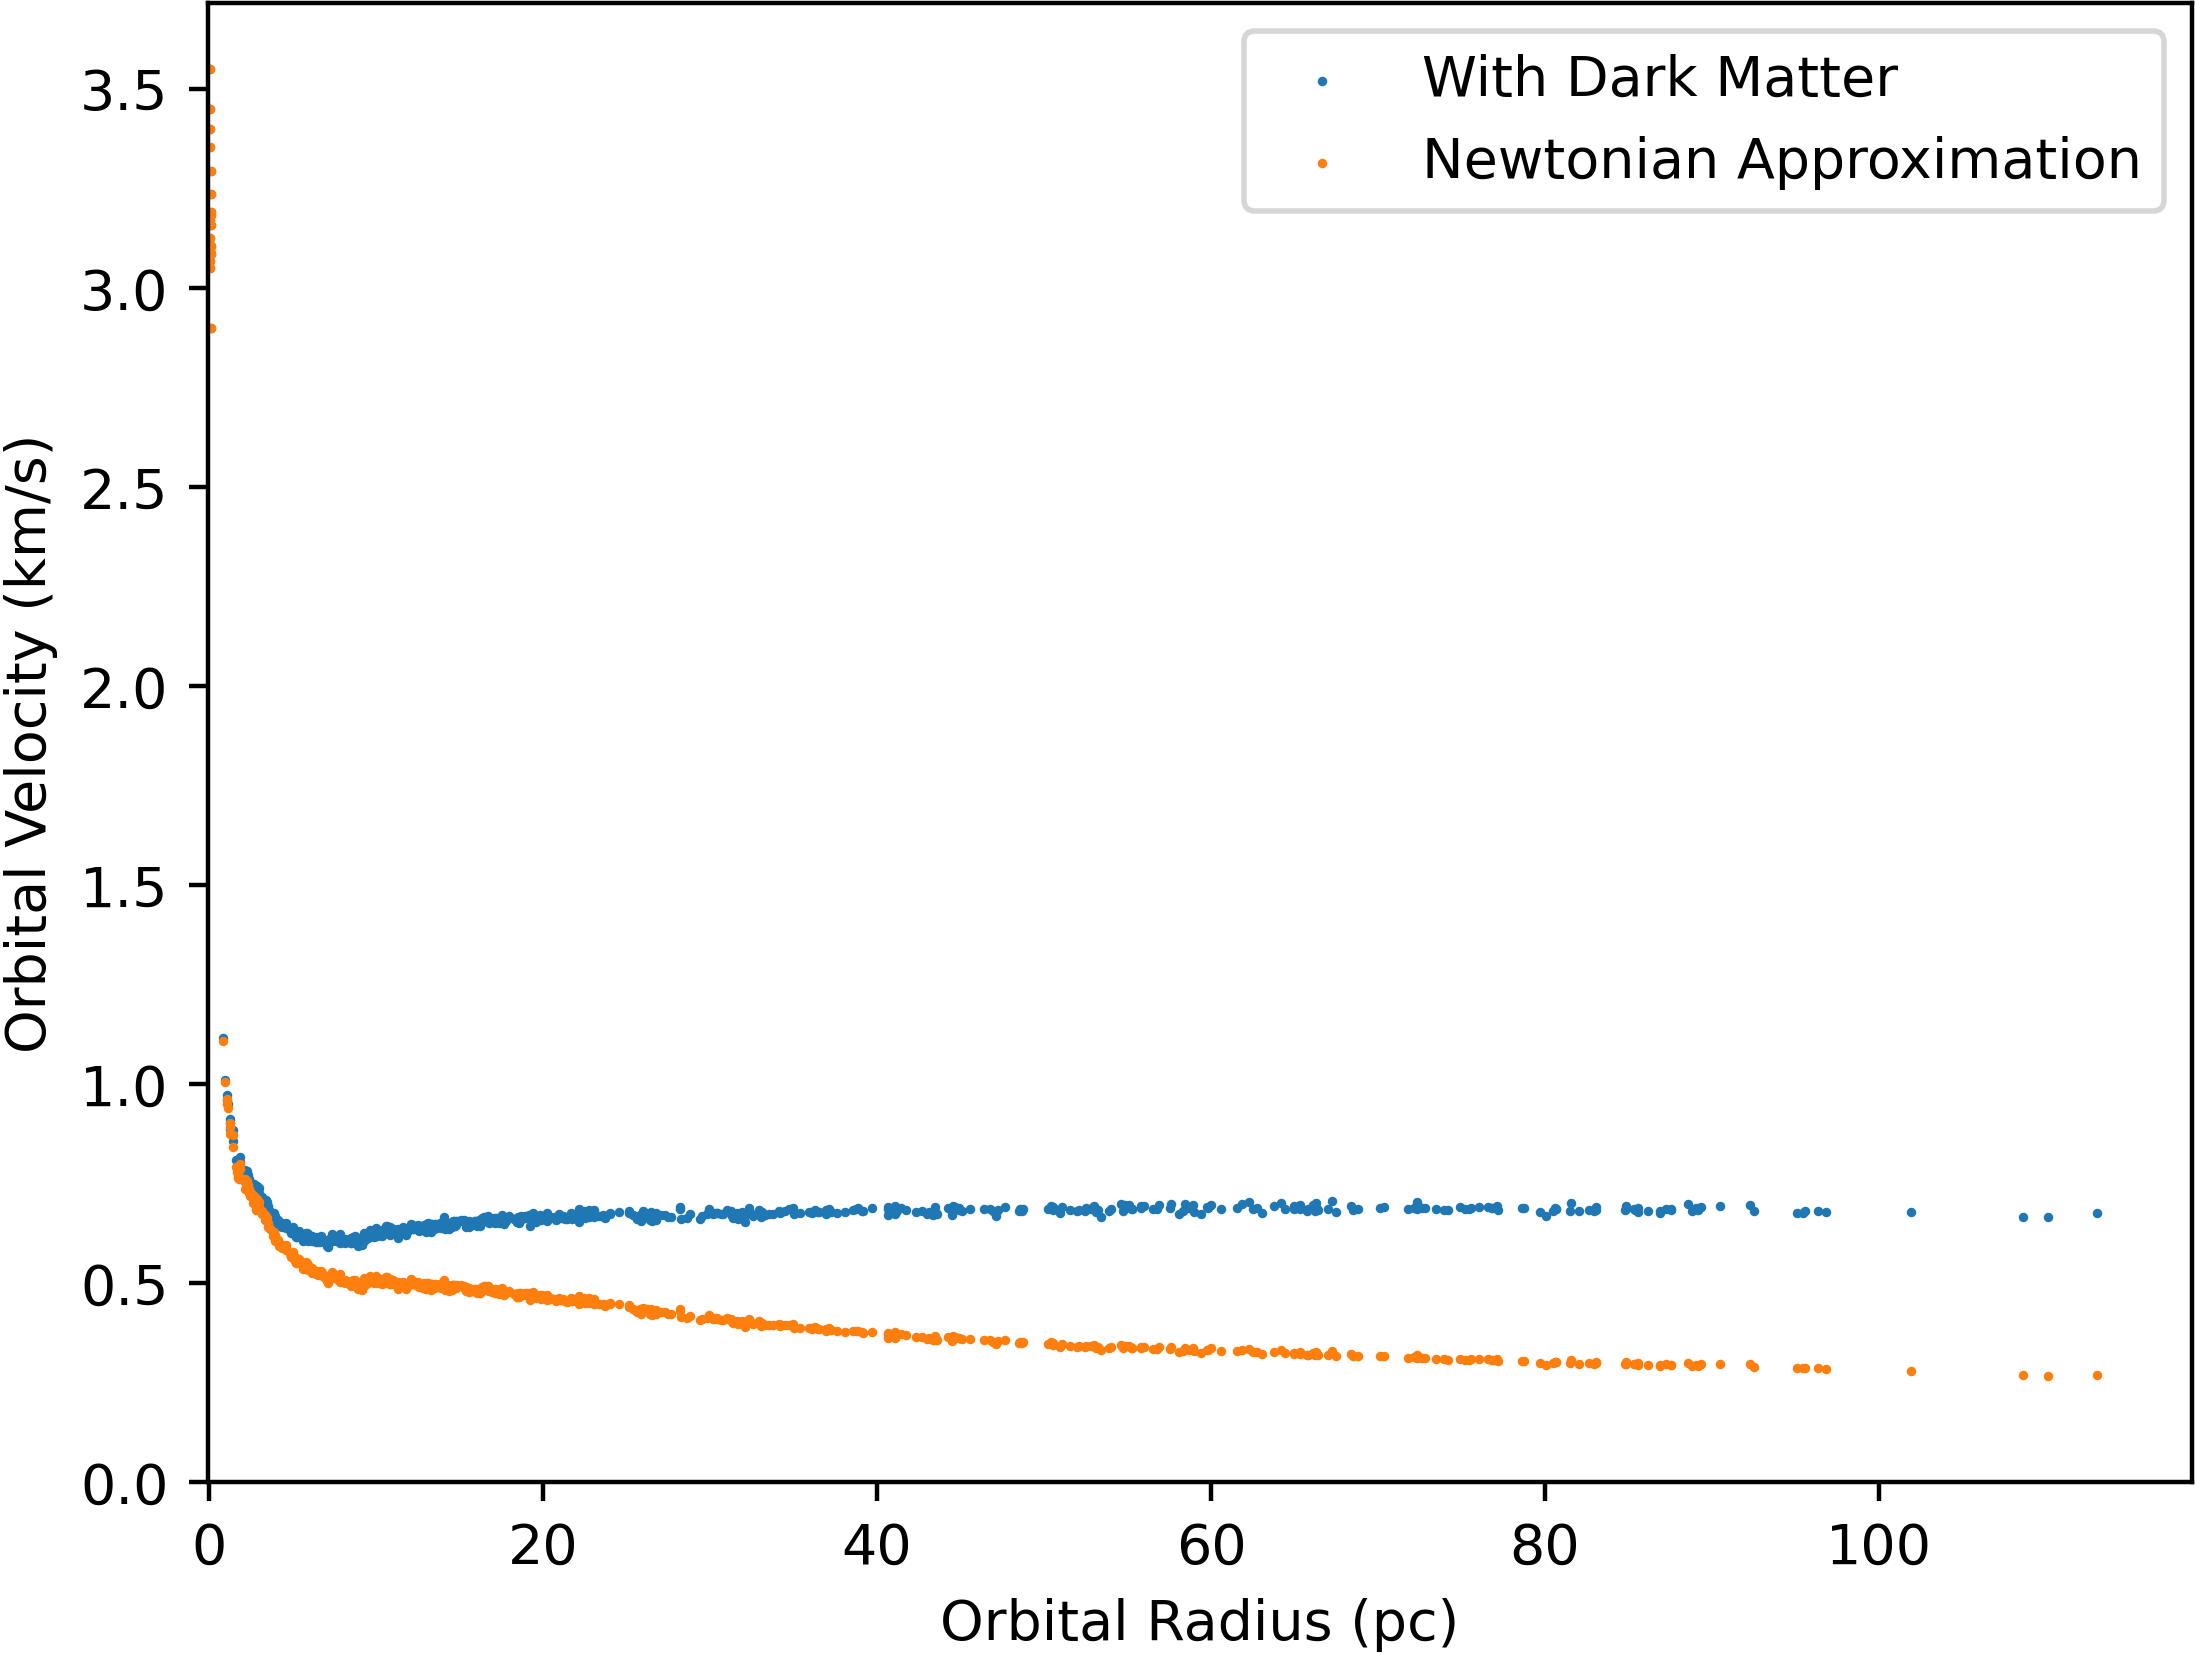 With Dark Matter
Newtonian Approximation
Orbital Velocity (km/s)
3.5
3.0
2.5
2.0
1.5
1.0
0.5
0.0
0 20 40 60 80 100
Orbital Radius (pc)